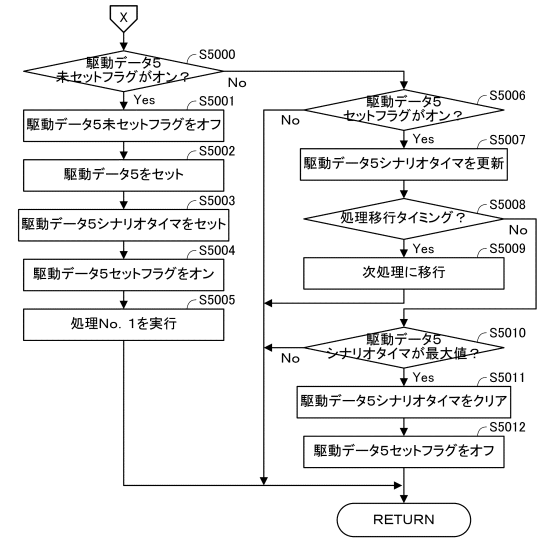 X
S5000
駆動データ5
未セットフラグがオン?
No
Yes
S5001
駆動データ5未セットフラグをオフ
S5002
駆動データ5をセット
S5003
駆動データ5シナリオタイマをセット
S5004
駆動データ5セットフラグをオン
S5005
処理No. 1を実行
S5006
駆動データ5
セットフラグがオン?
No
Yes
S5007
駆動データ5シナリオタイマを更新
S5008
処理移行タイミング?
No
Yes
S5009
次処理に移行
S5010
駆動データ5
シナリオタイマが最大値?
No
Yes
S5011
駆動データ5シナリオタイマをクリア
S5012
駆動データ5セットフラグをオフ
RETURN